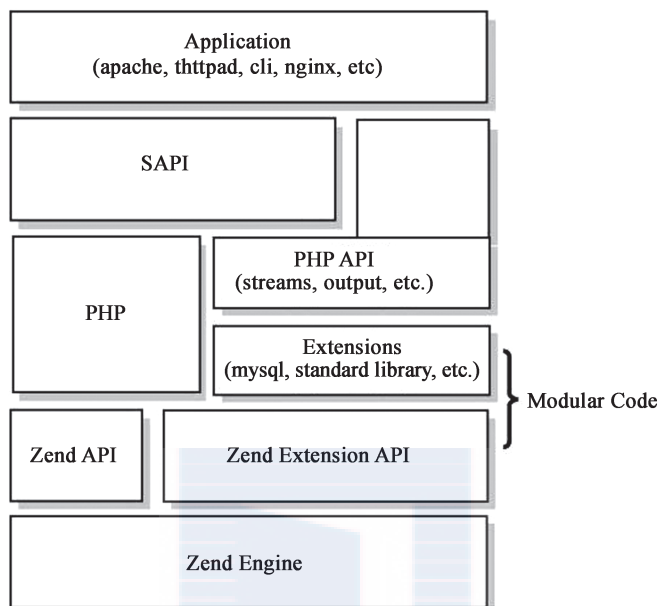 Application
(apache, thttpad, cli, nginx, etc)
SAPI
PHP API
(streams, output, etc.)
PHP
Extensions
(mysql, standard library, etc.)
Modular Code
Zend API
Zend Extension API
Zend Engine